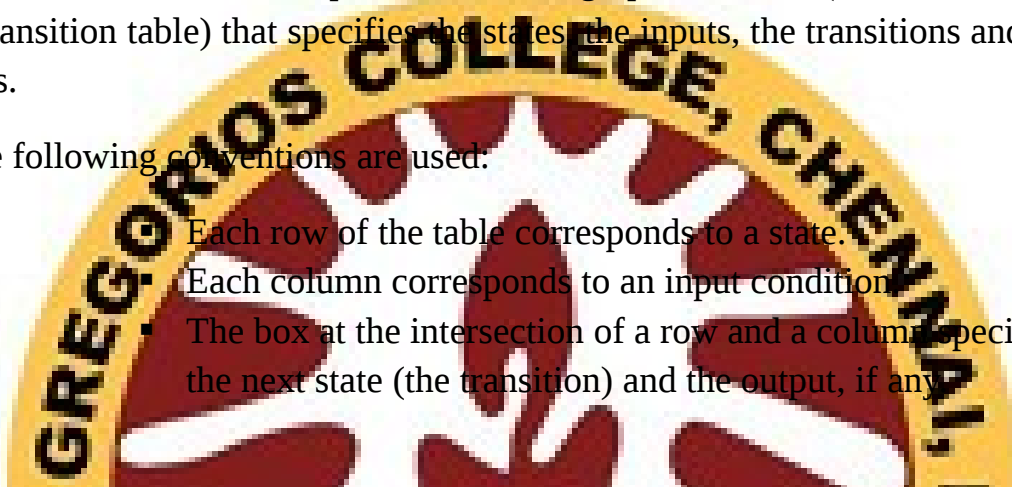 ansition table) that specifies the states, the inputs, the transitions and
s.
e following conventions are used:
▪ Each row of the table corresponds to a state.
▪ Each column corresponds to an input condition.
▪ The box at the intersection of a row and a column speci
the next state (the transition) and the output, if any.
GREGORIOS COLLEGE, CHENNAI,